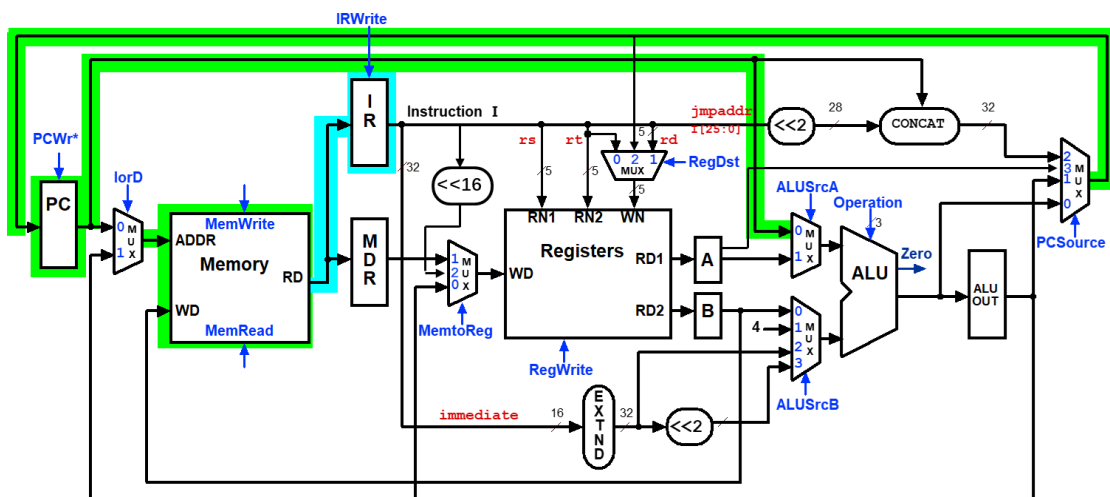 IRWrite
I
R
Instruction I
32
jmpaddr
I[25:0]
<<2
28
CONCAT
32
rs
rt
5
rd
0 2 1
MUX
RegDst
5
5
5
PCWr*
PC
IorD
0
1
M
U
X
MemWrite
ADDR
Memory
RD
WD
MemRead
<<16
M
D
R
1
2
0
M
U
X
MemtoReg
RN1
RN2
WN
Registers
WD
RD1
RD2
RegWrite
A
B
4
ALUSrcA
0
1
M
U
X
0
1
2
3
M
U
X
ALUSrcB
Operation
3
ALU
Zero
ALU
OUT
2
3
1
0
M
U
X
PCSource
immediate
16
E
X
T
N
D
32
<<2